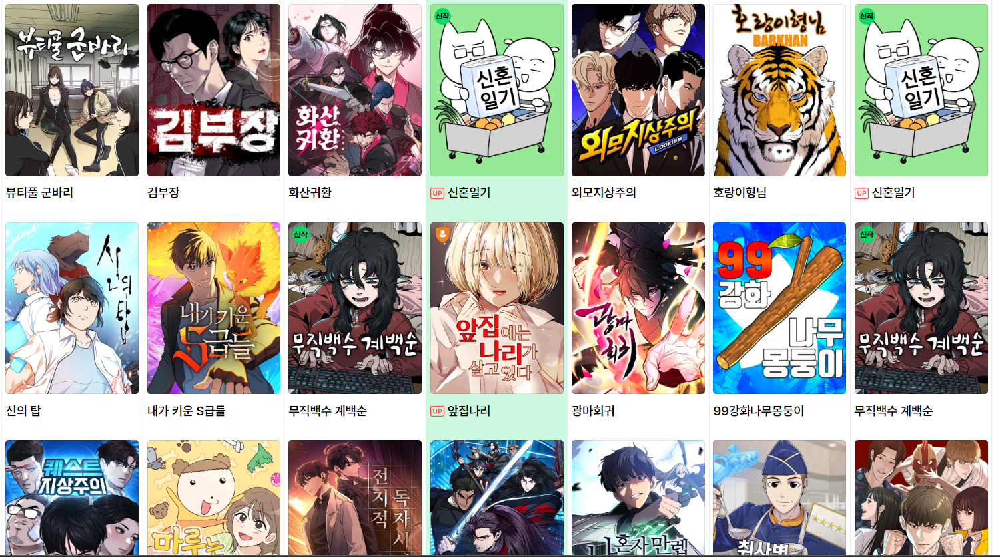 뷰티풀 군바리
김부장
화산귀환
신작
신혼
일기
외모지상주의
LOOKISM
호랑이형님
BARKHAN
신작
신혼
일기
뷰티풀 군바리
김부장
화산귀환
UP 신혼일기
외모지상주의
호랑이형님
UP 신혼일기
신의 탑
내가 키운
S급들
신작
무직백수 계백순
앞집에는
나리가
살고있다
광마
회귀
99
강화
나무
몽둥이
신작
무직백수 계백순
신의 탑
내가 키운 S급들
무직백수 계백순
UP 앞집나리
광마회귀
99강화나무몽둥이
무직백수 계백순
퀘스트
지상주의
마루는
전지적
독자시
나 혼자 만렙
취사병